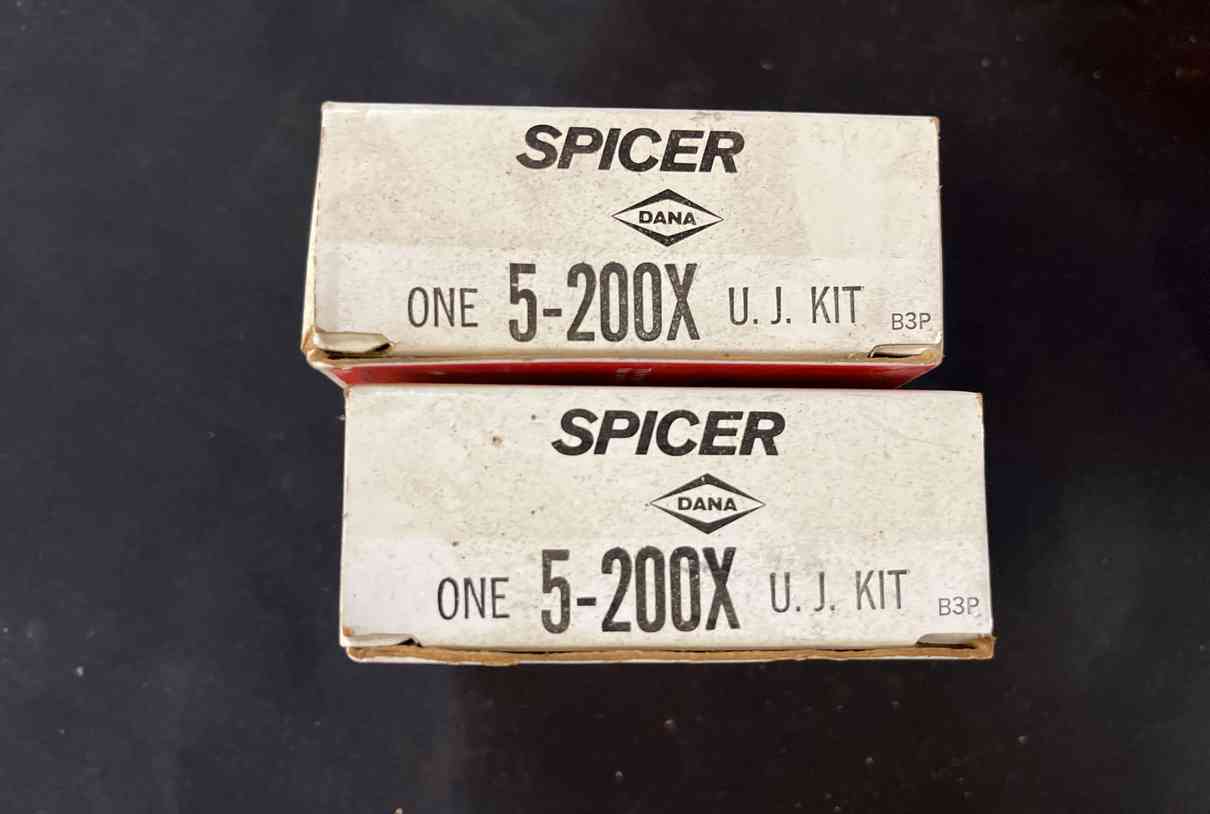 SPICER
DANA
ONE 5-200X U. J. KIT B3P
SPICER
DANA
ONE 5-200X U. J. KIT B3P